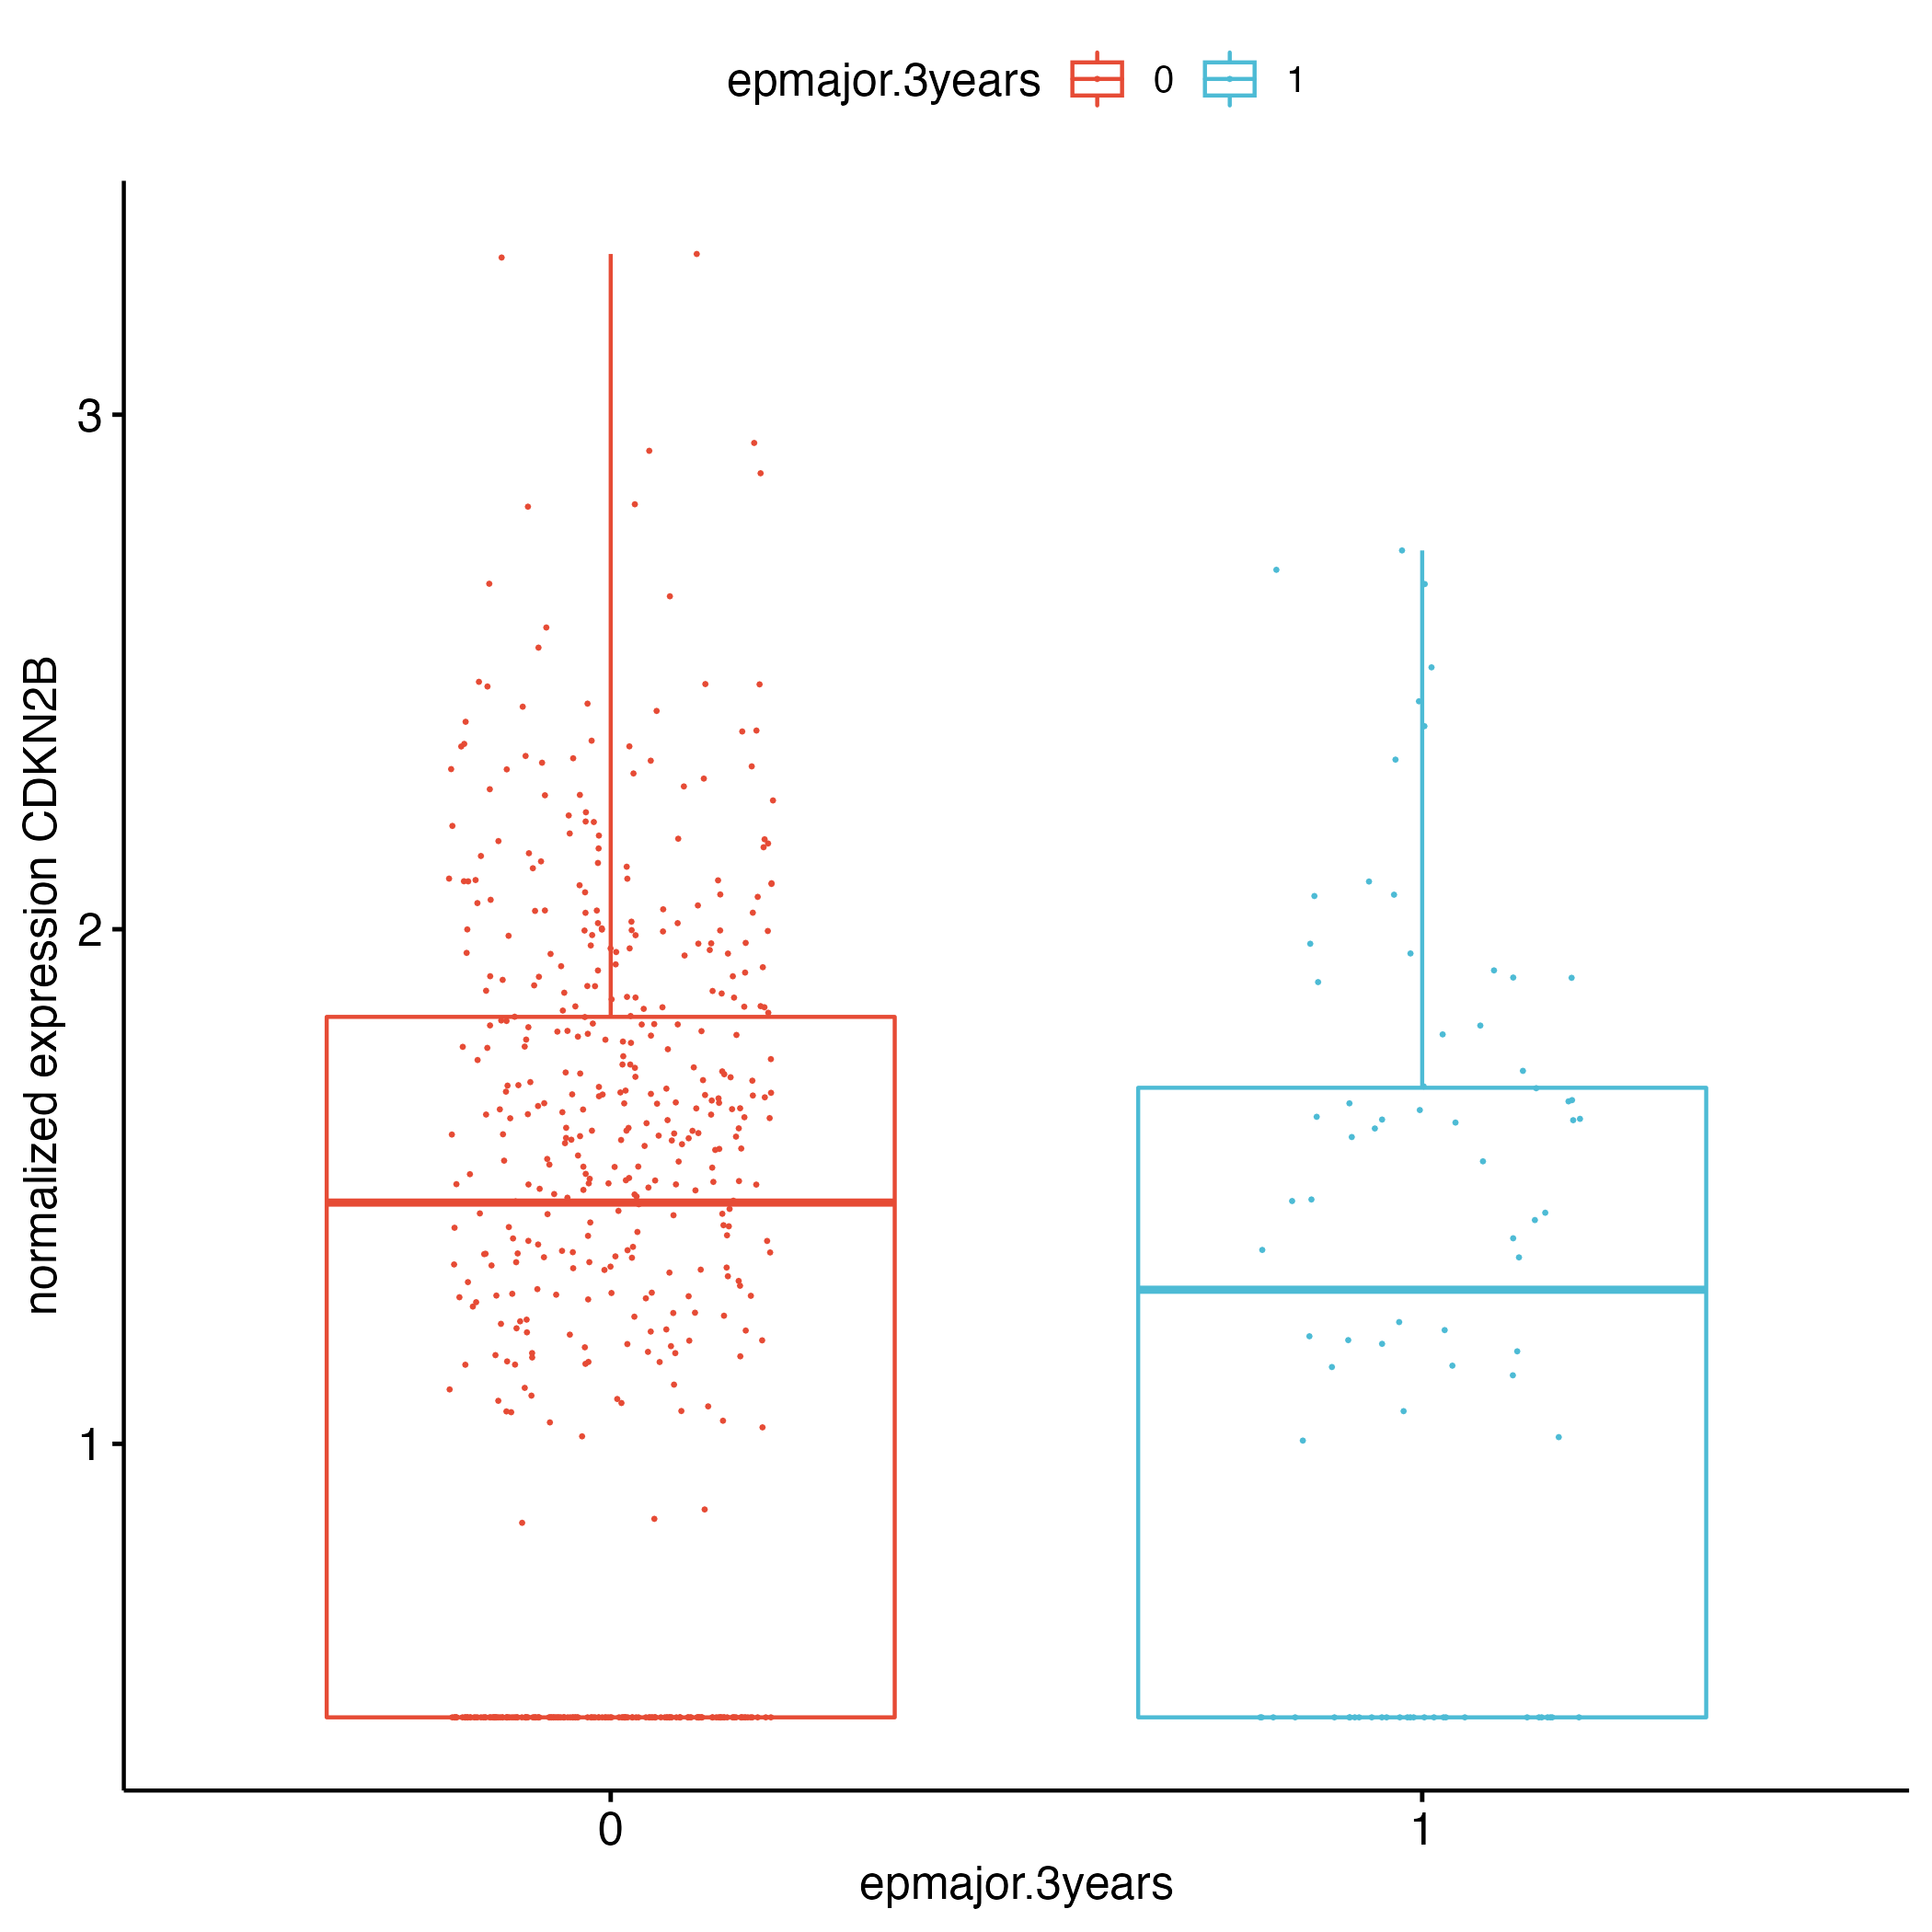 epmajor.3years 0 1
normalized expression CDKN2B
3
2
1
0 1
epmajor.3years